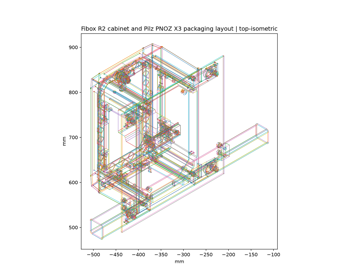 Fibox R2 cabinet and Pilz PNOZ X3 packaging layout | top-isometric
900
800
700
600
500
mm
−500 −450 −400 −350 −300 −250 −200 −150 −100
mm